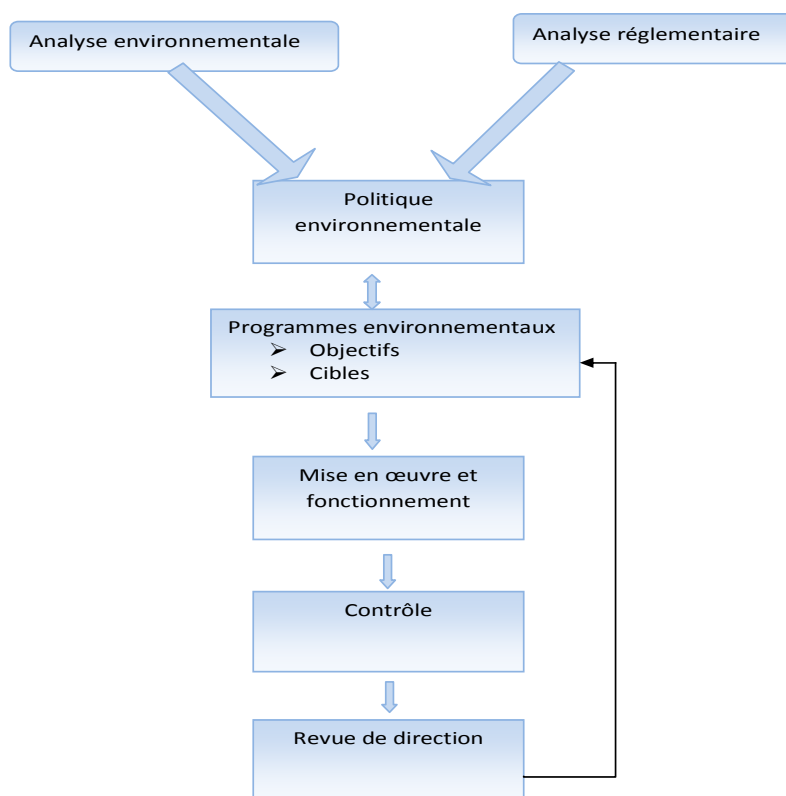 Analyse environnementale
Analyse réglementaire
Politique
environnementale
Programmes environnementaux
➢ Objectifs
➢ Cibles
Mise en œuvre et
fonctionnement
Contrôle
Revue de direction